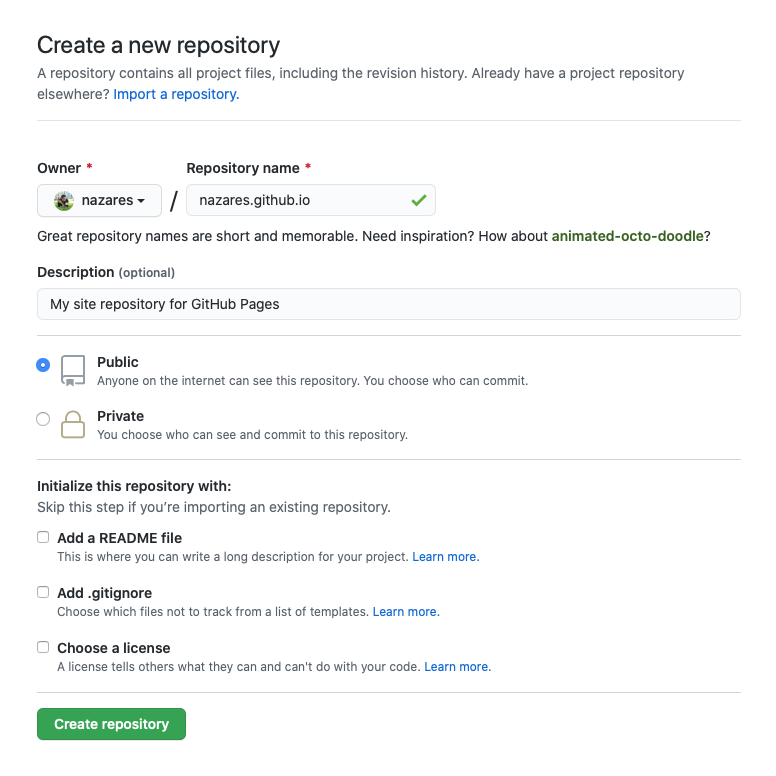 Create a new repository
A repository contains all project files, including the revision history. Already have a project repository
elsewhere? Import a repository.
Owner * Repository name *
nazares / nazares.github.io
Great repository names are short and memorable. Need inspiration? How about animated-octo-doodle?
Description (optional)
My site repository for GitHub Pages
Public
Anyone on the internet can see this repository. You choose who can commit.
Private
You choose who can see and commit to this repository.
Initialize this repository with:
Skip this step if you’re importing an existing repository.
Add a README file
This is where you can write a long description for your project. Learn more.
Add .gitignore
Choose which files not to track from a list of templates. Learn more.
Choose a license
A license tells others what they can and can't do with your code. Learn more.
Create repository